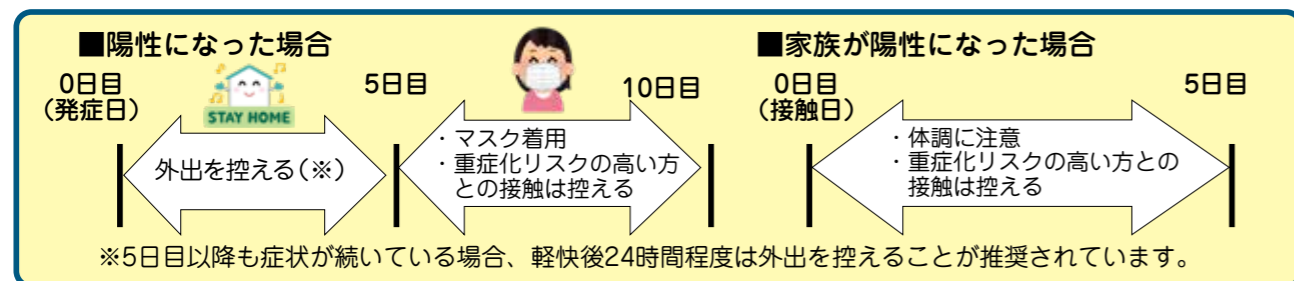 ■陽性になった場合
0日目
(発症日)
STAY HOME
5日目
10日目
外出を控える(※)
・マスク着用
・重症化リスクの高い方
との接触は控える
■家族が陽性になった場合
0日目
(接触日)
5日目
・体調に注意
・重症化リスクの高い方との
接触は控える
※5日目以降も症状が続いている場合、軽快後24時間程度は外出を控えることが推奨されています。